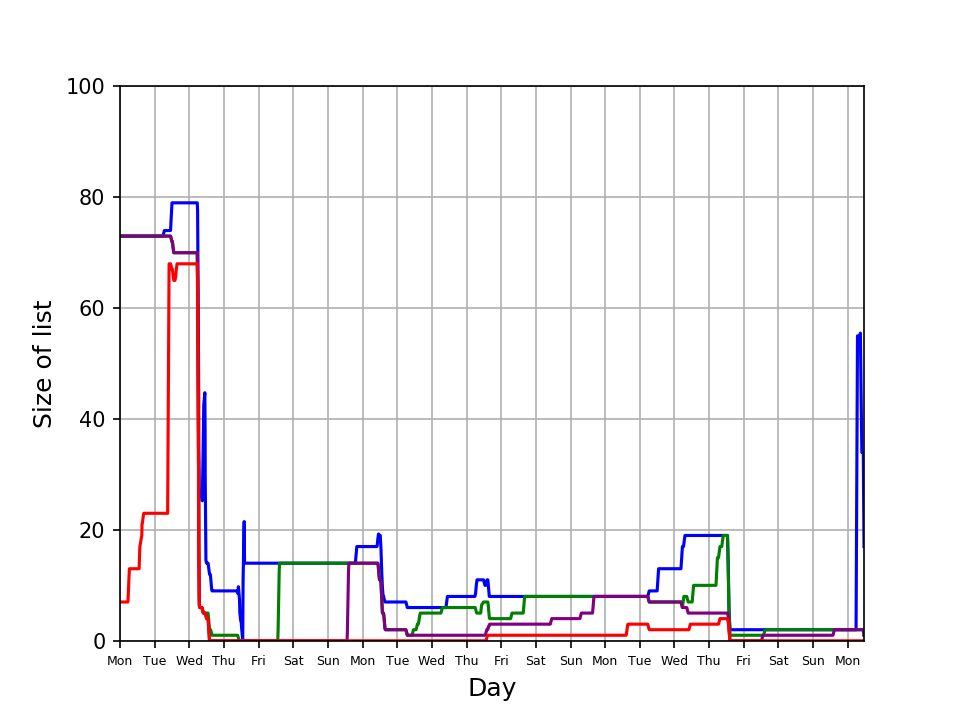 100
80
60
40
20
0
Size of list
Mon Tue Wed Thu Fri Sat Sun Mon Tue Wed Thu Fri Sat Sun Mon Tue Wed Thu Fri Sat Sun Mon
Day